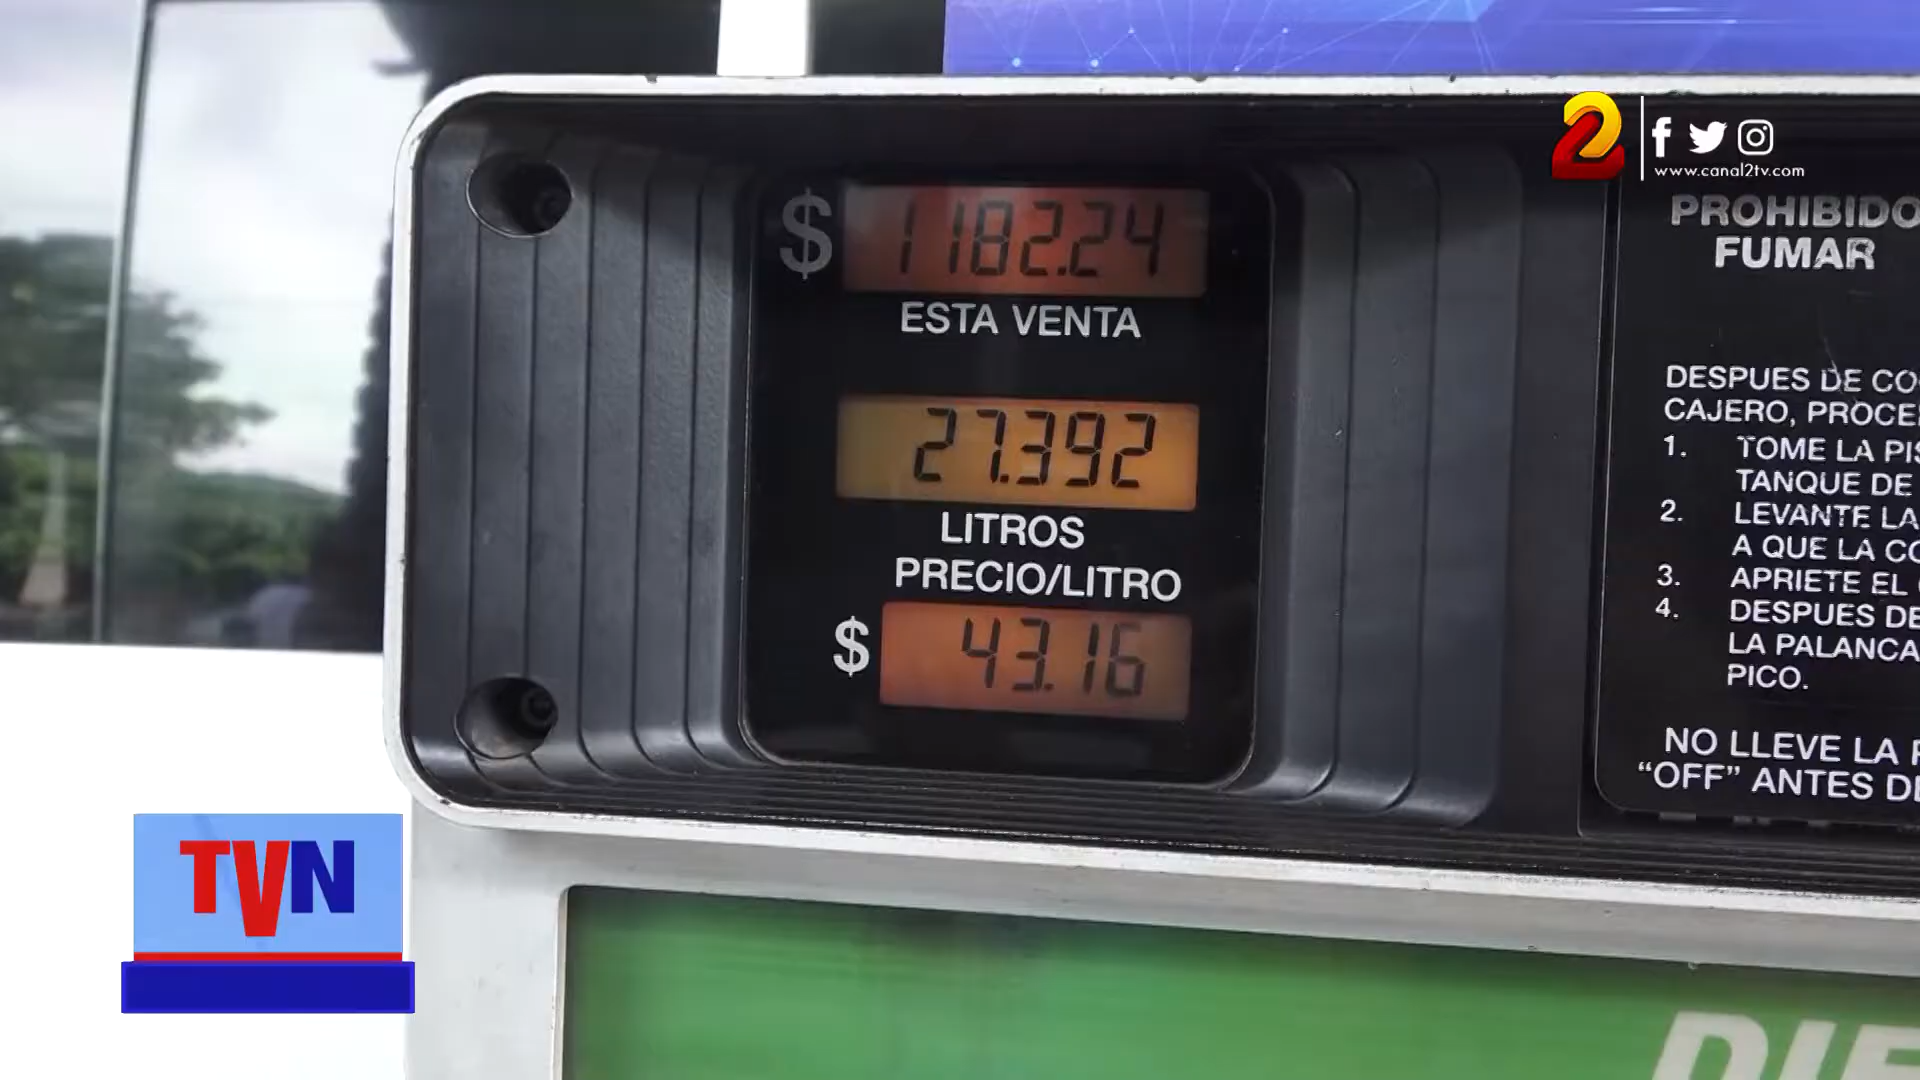 2
www.canal2tv.com
$ 1182.24
ESTA VENTA
27.392
LITROS
PRECIO/LITRO
$ 43.16
PROHIBIDO
FUMAR
DESPUES DE CO
CAJERO, PROCE
1. TOME LA PIS
TANQUE DE
2. LEVANTE LA
A QUE LA CO
3. APRIETE EL
4. DESPUES DE
LA PALANCA
PICO.
NO LLEVE LA
"OFF" ANTES DE
TVN
DIE